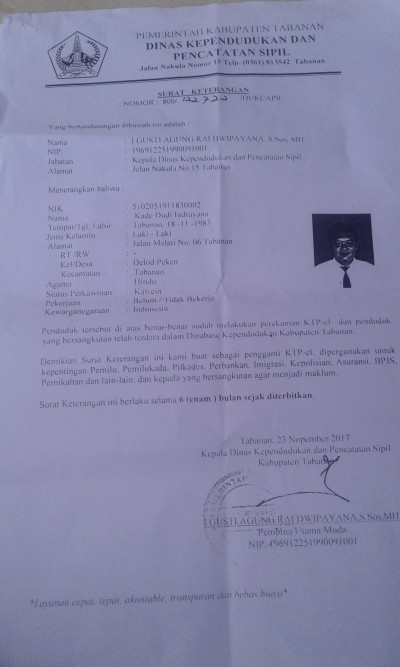 PEMERINTAH KABUPATEN TABANAN
DINAS KEPENDUDUKAN DAN
PENCATATAN SIPIL
Jalan Nakula Nomor 15 Telp. (0361) 813542 Tabanan
SURAT KETERANGAN
NOMOR : 800/ /DUKCAPIL
Yang bertandatangan dibawah ini adalah :
Nama : I GUSTI AGUNG RAI DWIPAYANA, S.Sos, MH
NIP : 196912251990091001
Jabatan : Kepala Dinas Kependudukan dan Pencatatan Sipil
Alamat : Jalan Nakula No 15 Tabanan
Menerangkan bahwa :
NIK : 5102051811830002
Nama : Kade Dudi Indrayana
Tempat/Tgl. Lahir : Tabanan, 18-11-1983
Jenis Kelamin : Laki - Laki
Alamat : Jalan Melati No. 06 Tabanan
RT /RW : -
Kel/Desa : Delod Peken
Kecamatan : Tabanan
Agama : Hindu
Status Perkawinan : Kawin
Pekerjaan : Belum / Tidak Bekerja
Kewarganegaraan : Indonesia
Penduduk tersebut di atas benar-benar sudah melakukan perekaman KTP-el dan penduduk
yang bersangkutan telah terdata dalam Database Kependudukan Kabupaten Tabanan.
Demikian Surat Keterangan ini kami buat sebagai pengganti KTP-el, dipergunakan untuk
kepentingan Pemilu, Pemilukada, Pilkades, Perbankan, Imigrasi, Kepolisian, Asuransi, BPJS,
Pernikahan dan lain-lain, dan kepada yang bersangkutan agar menjadi maklum.
Surat Keterangan ini berlaku selama 6 (enam ) bulan sejak diterbitkan.
Tabanan, 23 Nopember 2017
Kepala Dinas Kependudukan dan Pencatatan Sipil
Kabupaten Tabanan
I GUSTI AGUNG RAI DWIPAYANA,S.Sos,MH
Pembina Utama Muda
NIP. 196912251990091001
*Layanan cepat, tepat, akuntable, transparan dan bebas biaya*